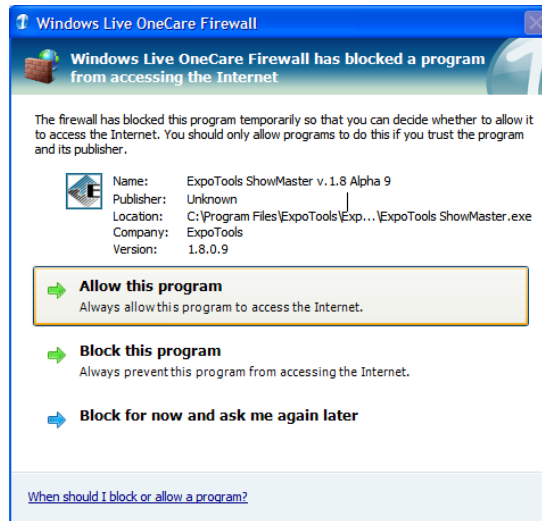 Windows Live OneCare Firewall
Windows Live OneCare Firewall has blocked a program
from accessing the Internet
The firewall has blocked this program temporarily so that you can decide whether to allow it
to access the Internet. You should only allow programs to do this if you trust the program
and its publisher.
Name: ExpoTools ShowMaster v.1.8 Alpha 9
Publisher: Unknown
Location: C:\Program Files\ExpoTools\Exp...\ExpoTools ShowMaster.exe
Company: ExpoTools
Version: 1.8.0.9
Allow this program
Always allow this program to access the Internet.
Block this program
Always prevent this program from accessing the Internet.
Block for now and ask me again later
When should I block or allow a program?